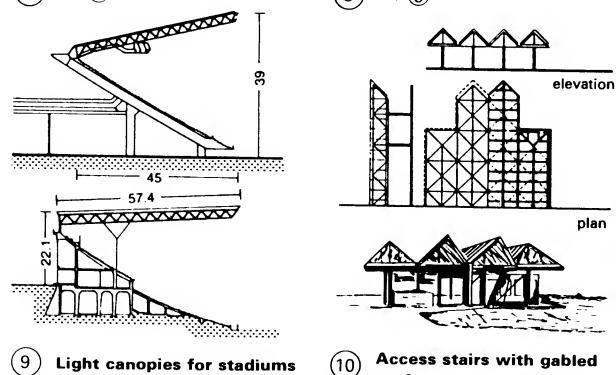 39
45
57.4
22.1
9 Light canopies for stadiums
elevation
plan
10 Access stairs with gabled